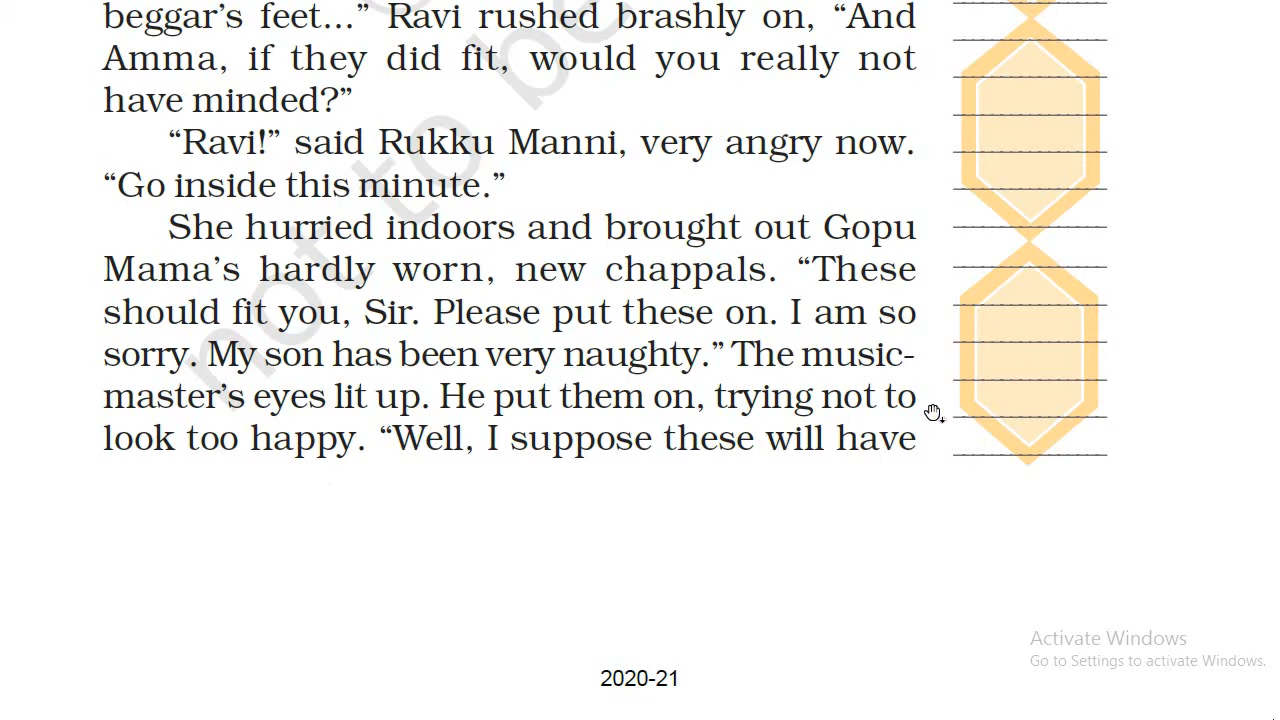 beggar's feet...” Ravi rushed brashly on, “And
Amma, if they did fit, would you really not
have minded?”
“Ravi!” said Rukku Manni, very angry now.
“Go inside this minute.”
She hurried indoors and brought out Gopu
Mama's hardly worn, new chappals. “These
should fit you, Sir. Please put these on. I am so
sorry. My son has been very naughty.” The music-
master's eyes lit up. He put them on, trying not to
look too happy. “Well, I suppose these will have
not to be
Activate Windows
Go to Settings to activate Windows.
2020-21